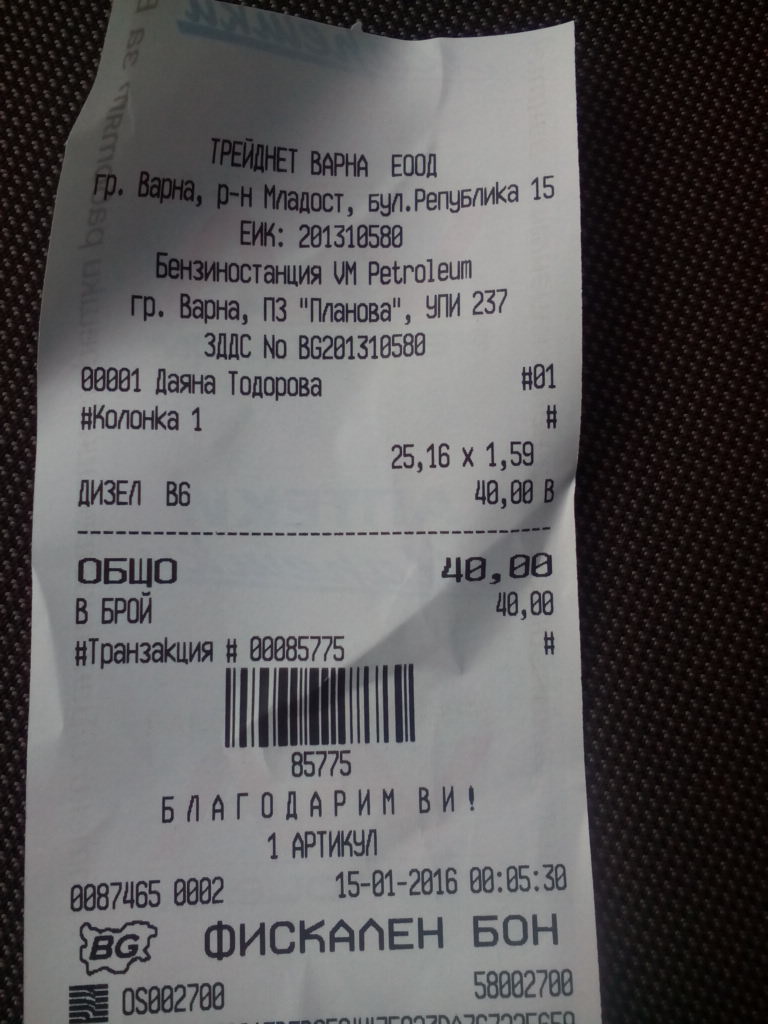 ТРЕЙДНЕТ ВАРНА ЕООД
гр. Варна, р-н Младост, бул.Република 15
ЕИК: 201310580
Бензиностанция VM Petroleum
гр. Варна, ПЗ "Планова", УПИ 237
ЗДДС No BG201310580
00001 Даяна Тодорова #01
#Колонка 1 #
25,16 x 1,59
ДИЗЕЛ B6 40,00 В
ОБЩО 40,00
В БРОЙ 40,00
#Транзакция # 00085775 #
85775
БЛАГОДАРИМ ВИ!
1 АРТИКУЛ
0087465 0002 15-01-2016 00:05:30
BG ФИСКАЛЕН БОН
OS002700 58002700